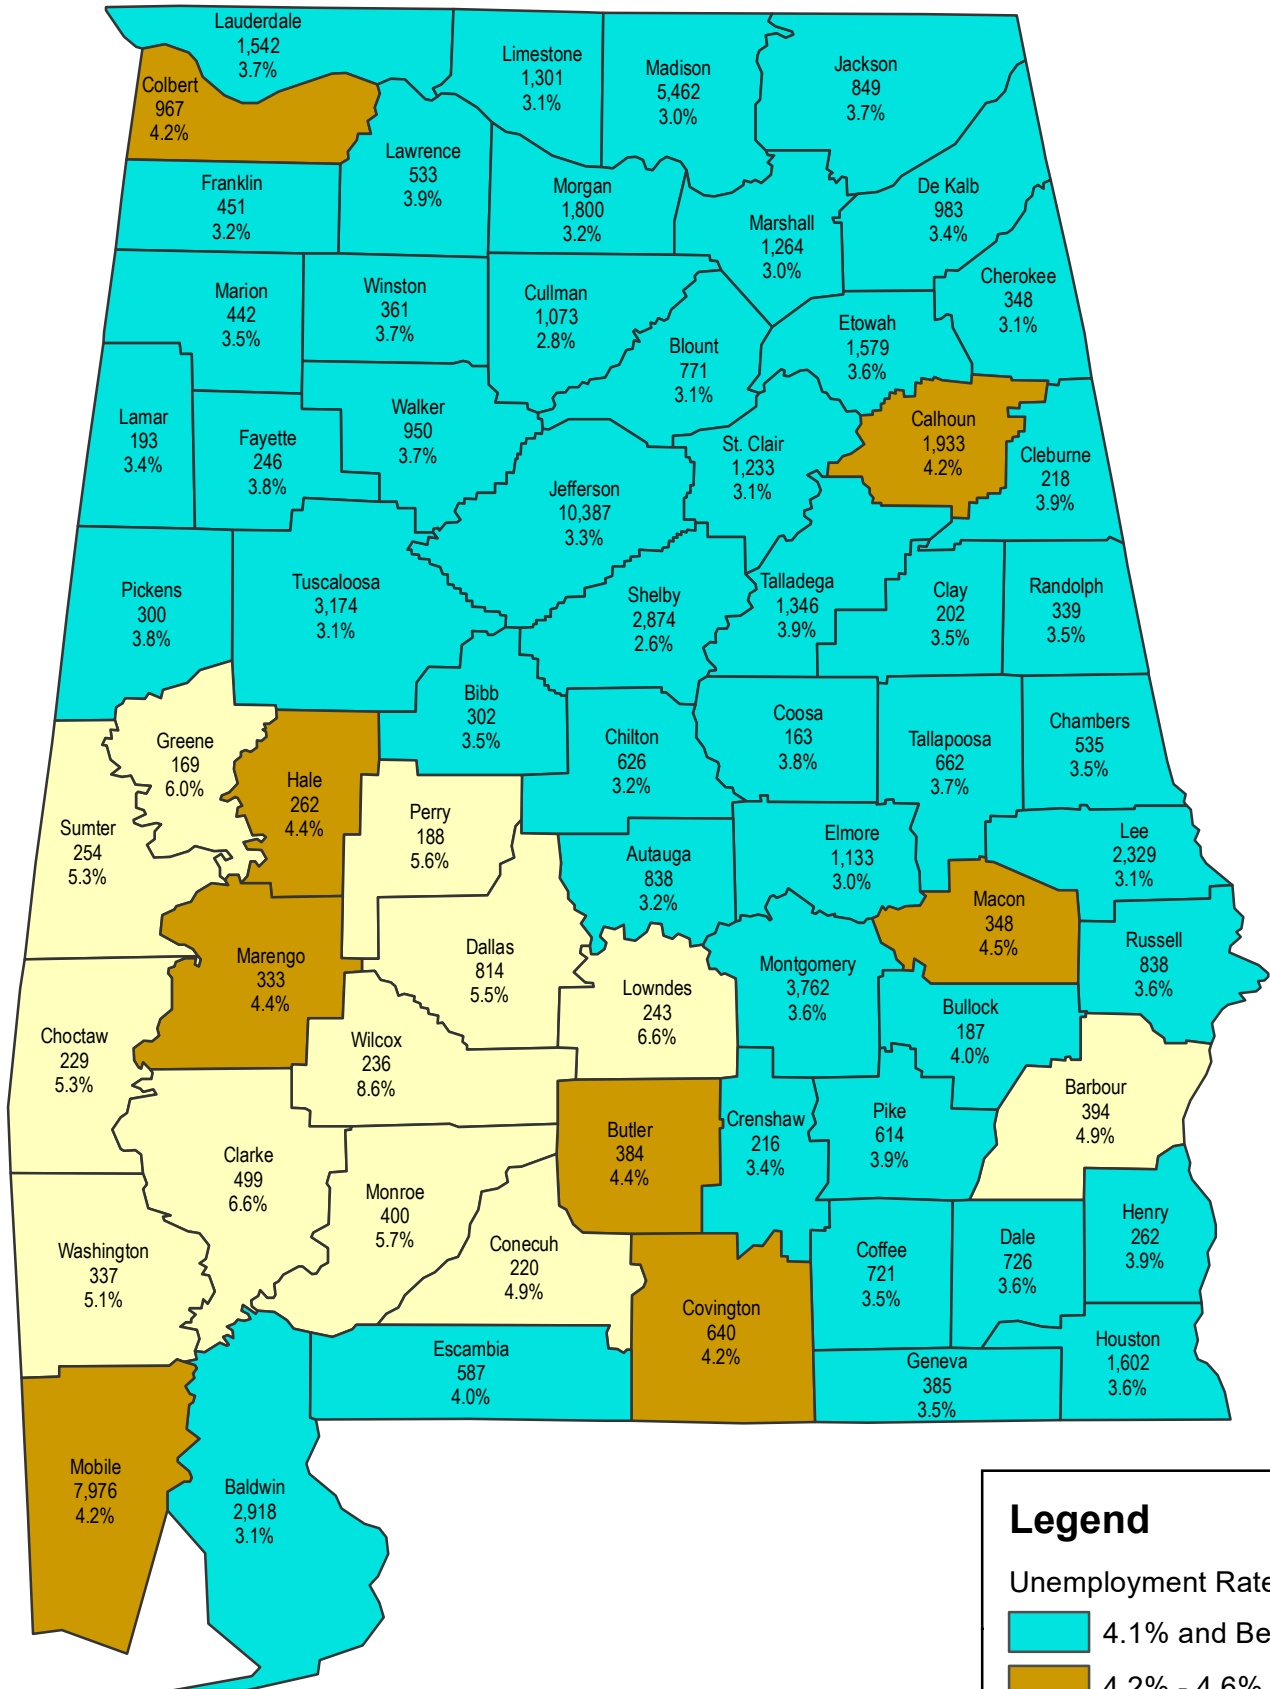 Lauderdale
1,542
3.7%
Limestone
1,301
3.1%
Madison
5,462
3.0%
Jackson
849
3.7%
Colbert
967
4.2%
Lawrence
533
3.9%
Franklin
451
3.2%
Morgan
1,800
3.2%
Marshall
1,264
3.0%
De Kalb
983
3.4%
Cherokee
348
3.1%
Marion
442
3.5%
Winston
361
3.7%
Cullman
1,073
2.8%
Blount
771
3.1%
Etowah
1,579
3.6%
Lamar
193
3.4%
Fayette
246
3.8%
Walker
950
3.7%
Jefferson
10,387
3.3%
St. Clair
1,233
3.1%
Calhoun
1,933
4.2%
Cleburne
218
3.9%
Pickens
300
3.8%
Tuscaloosa
3,174
3.1%
Shelby
2,874
2.6%
Talladega
1,346
3.9%
Clay
202
3.5%
Randolph
339
3.5%
Greene
169
6.0%
Hale
262
4.4%
Bibb
302
3.5%
Chilton
626
3.2%
Coosa
163
3.8%
Tallapoosa
662
3.7%
Chambers
535
3.5%
Sumter
254
5.3%
Perry
188
5.6%
Autauga
838
3.2%
Elmore
1,133
3.0%
Lee
2,329
3.1%
Macon
348
4.5%
Russell
838
3.6%
Marengo
333
4.4%
Dallas
814
5.5%
Lowndes
243
6.6%
Montgomery
3,762
3.6%
Bullock
187
4.0%
Choctaw
229
5.3%
Wilcox
236
8.6%
Barbour
394
4.9%
Clarke
499
6.6%
Butler
384
4.4%
Crenshaw
216
3.4%
Pike
614
3.9%
Monroe
400
5.7%
Conecuh
220
4.9%
Washington
337
5.1%
Covington
640
4.2%
Coffee
721
3.5%
Dale
726
3.6%
Henry
262
3.9%
Escambia
587
4.0%
Geneva
385
3.5%
Houston
1,602
3.6%
Mobile
7,976
4.2%
Baldwin
2,918
3.1%
Legend
Unemployment Rate
4.1% and Be
4.2% - 4.6%